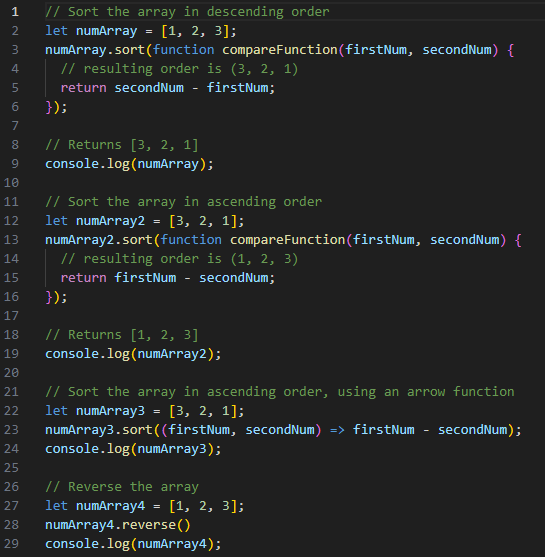 1 // Sort the array in descending order
2 let numArray = [1, 2, 3];
3 numArray.sort(function compareFunction(firstNum, secondNum) {
4   // resulting order is (3, 2, 1)
5   return secondNum - firstNum;
6 });
7
8 // Returns [3, 2, 1]
9 console.log(numArray);
10
11 // Sort the array in ascending order
12 let numArray2 = [3, 2, 1];
13 numArray2.sort(function compareFunction(firstNum, secondNum) {
14   // resulting order is (1, 2, 3)
15   return firstNum - secondNum;
16 });
17
18 // Returns [1, 2, 3]
19 console.log(numArray2);
20
21 // Sort the array in ascending order, using an arrow function
22 let numArray3 = [3, 2, 1];
23 numArray3.sort((firstNum, secondNum) => firstNum - secondNum);
24 console.log(numArray3);
25
26 // Reverse the array
27 let numArray4 = [1, 2, 3];
28 numArray4.reverse()
29 console.log(numArray4);